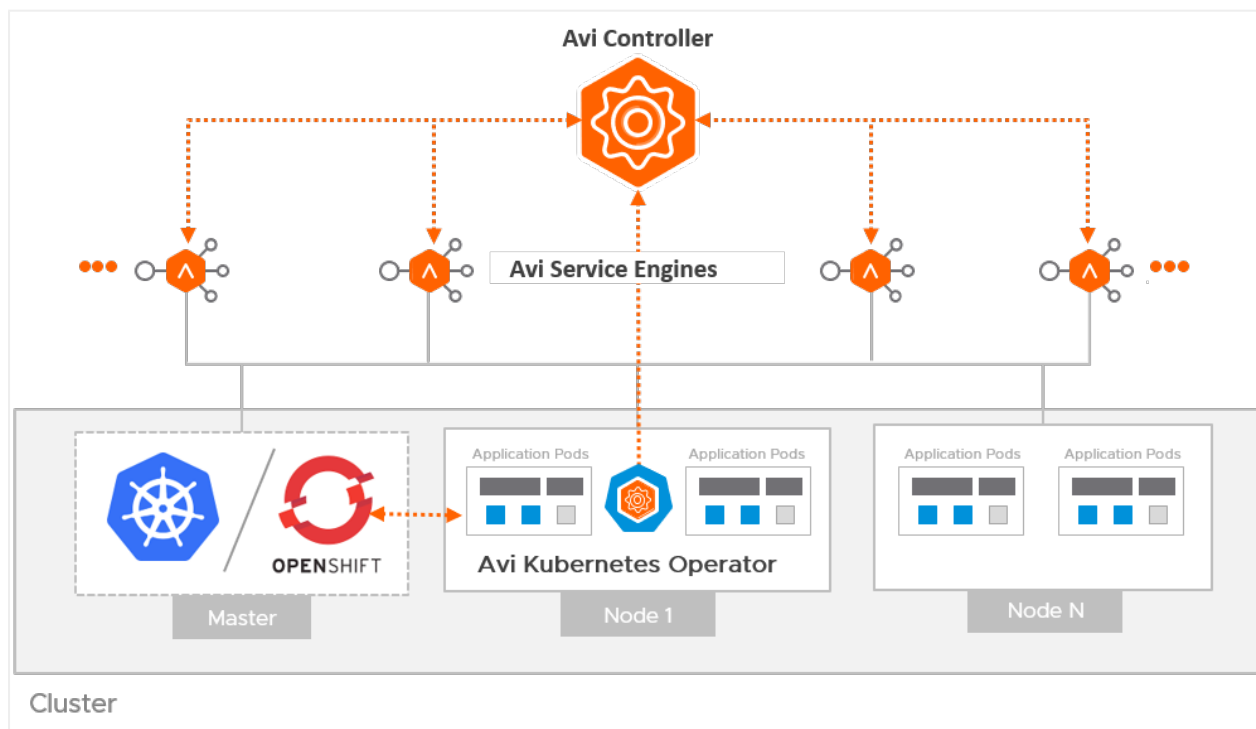 Avi Controller
Avi Service Engines
Application Pods
Application Pods
Application Pods
Application Pods
OPENSHIFT
Avi Kubernetes Operator
Master
Node 1
Node N
Cluster